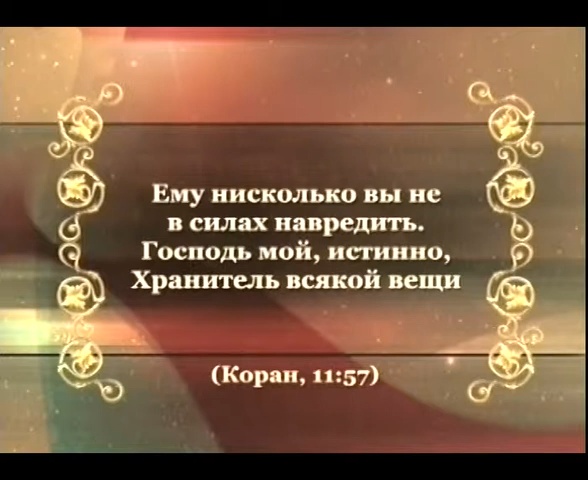 Ему нисколько вы не
в силах навредить.
Господь мой, истинно,
Хранитель всякой вещи
(Коран, 11:57)